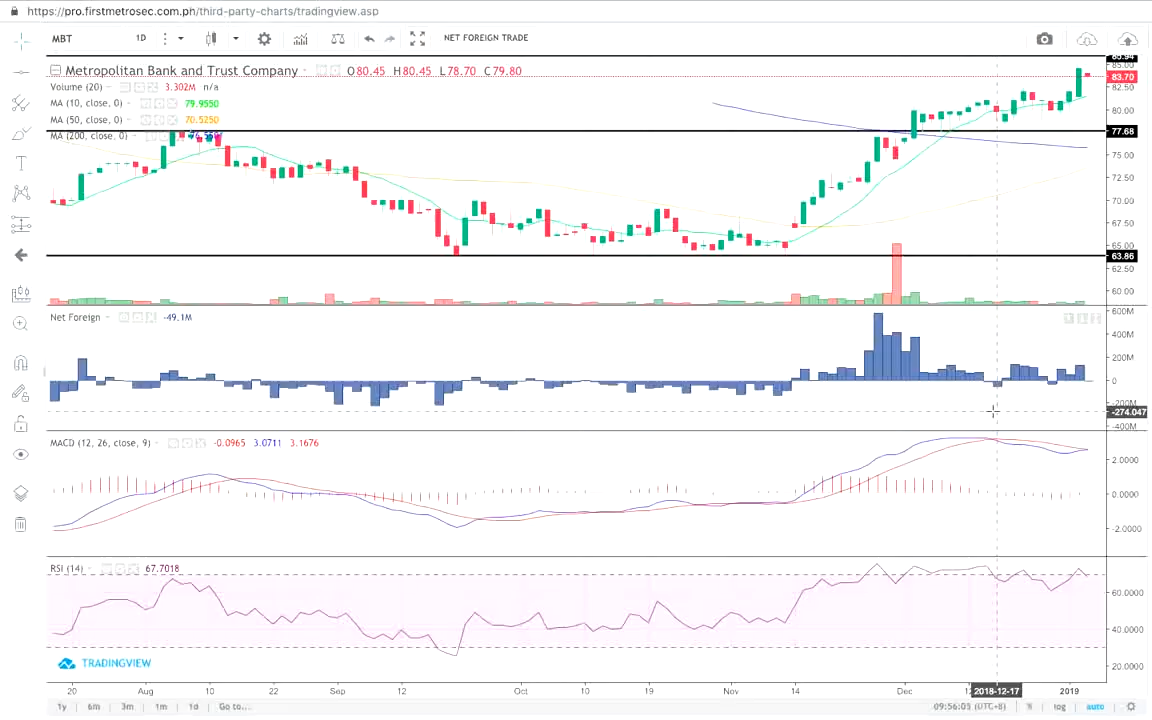 https://pro.firstmetrosec.com.ph/third-party-charts/tradingview.asp
MBT 1D NET FOREIGN TRADE
Metropolitan Bank and Trust Company O80.45 H80.45 L78.70 C79.80
Volume (20) 3.302M n/a
MA (10, close, 0) 79.9550
MA (50, close, 0) 70.5250
MA (200, close, 0)
80.94
85.00
83.70
82.50
80.00
77.68
75.00
72.50
70.00
67.50
65.00
63.86
62.50
60.00
Net Foreign -49.1M
600M
400M
200M
0
-200M
-274.047
-400M
MACD (12, 26, close, 9) -0.0965 3.0711 3.1676
2.0000
0.0000
-2.0000
RSI (14) 67.7018
60.0000
40.0000
20.0000
TRADINGVIEW
20 Aug 10 22 Sep 12 Oct 10 19 Nov 14 Dec 2018-12-17 2019
1y 6m 3m 1m 1d Go to... 09:56:05 (UTC+8) % log auto